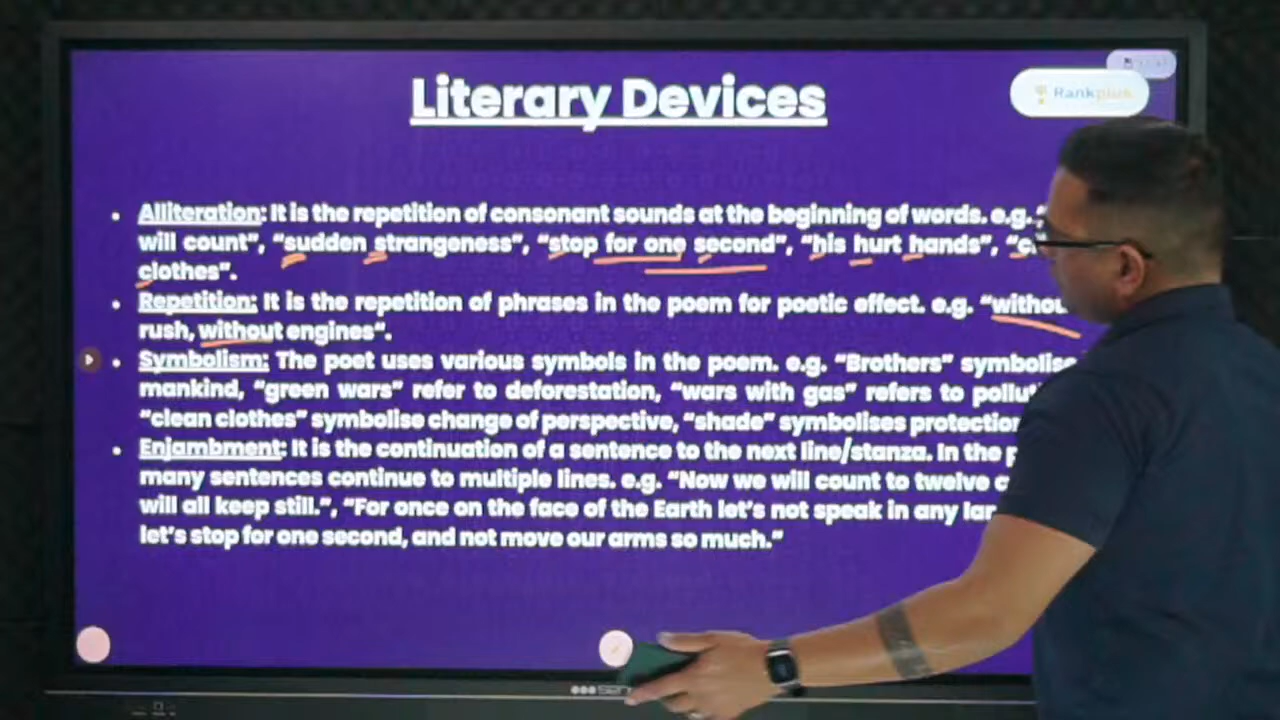 Literary Devices
Rankplus
• Alliteration: It is the repetition of consonant sounds at the beginning of words. e.g.
will count”, “sudden strangeness”, “stop for one second”, “his hurt hands”,
clothes”.
• Repetition: It is the repetition of phrases in the poem for poetic effect. e.g.
rush, without engines“.
• Symbolism: The poet uses various symbols in the poem. e.g. “Brothers”
mankind, “green wars” refer to deforestation, “wars with gas” refers to
“clean clothes” symbolise change of perspective, “shade” symbolises protection
• Enjambment: It is the continuation of a sentence to the next line/stanza. In the
many sentences continue to multiple lines. e.g. “Now we will count to twelve
will all keep still.”, “For once on the face of the Earth let’s not speak in any
let’s stop for one second, and not move our arms so much.”